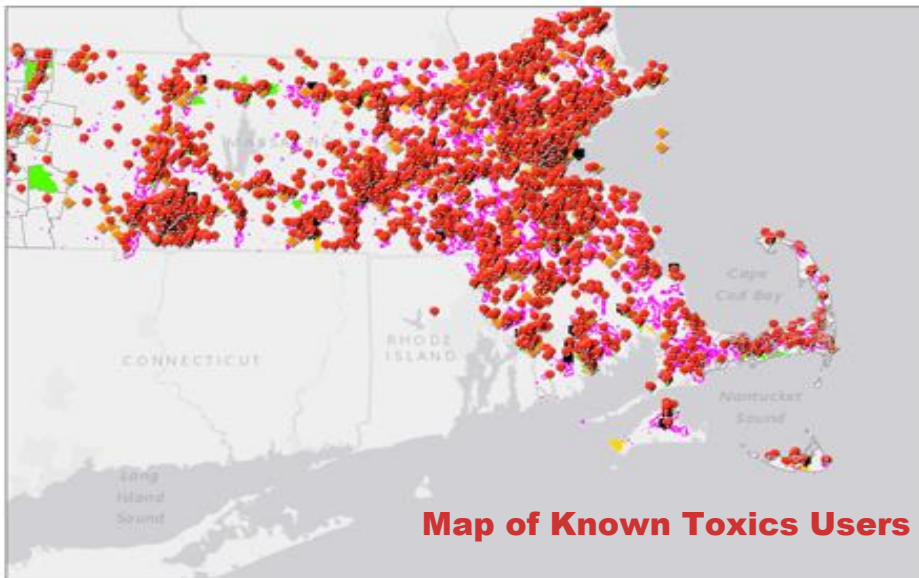 Cape
Cod Bay
RHODE
ISLAND
CONNECTICUT
Nantucket
Sound
Long
Island
Sound
Map of Known Toxics Users